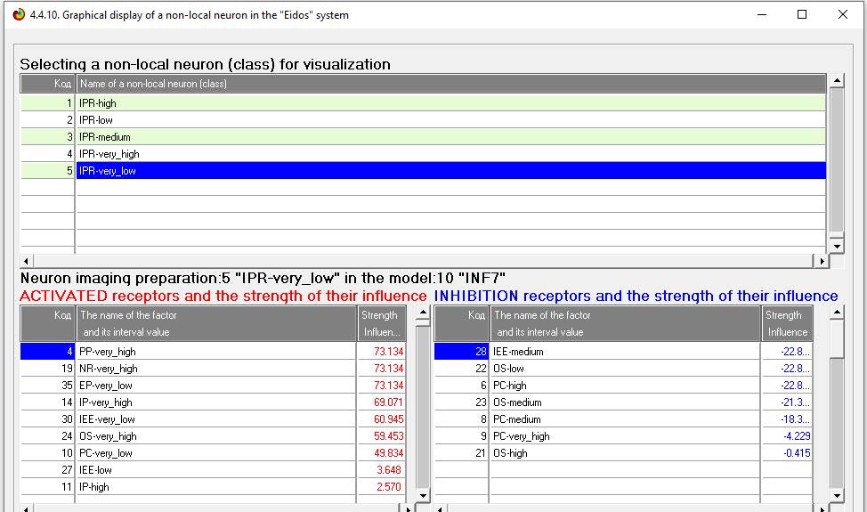 4.4.10. Graphical display of a non-local neuron in the "Eidos" system
Selecting a non-local neuron (class) for visualization
Код Name of a non-local neuron (class)
1 IPR-high
2 IPR-low
3 IPR-medium
4 IPR-very_high
5 IPR-very_low
Neuron imaging preparation:5 "IPR-very_low" in the model:10 "INF7"
ACTIVATED receptors and the strength of their influence INHIBITION receptors and the strength of their influence
Код The name of the factor Strength Код The name of the factor Strength
and its interval value Influen... and its interval value Influence
4 PP-very_high 73.134 28 IEE-medium -22.8...
19 NR-very_high 73.134 22 OS-low -22.8...
35 EP-very_low 73.134 6 PC-high -22.8...
14 IP-very_high 69.071 23 OS-medium -21.3...
30 IEE-very_low 60.945 8 PC-medium -18.3...
24 OS-very_high 59.453 9 PC-very_high -4.229
10 PC-very_low 49.834 21 OS-high -0.415
27 IEE-low 3.648
11 IP-high 2.570